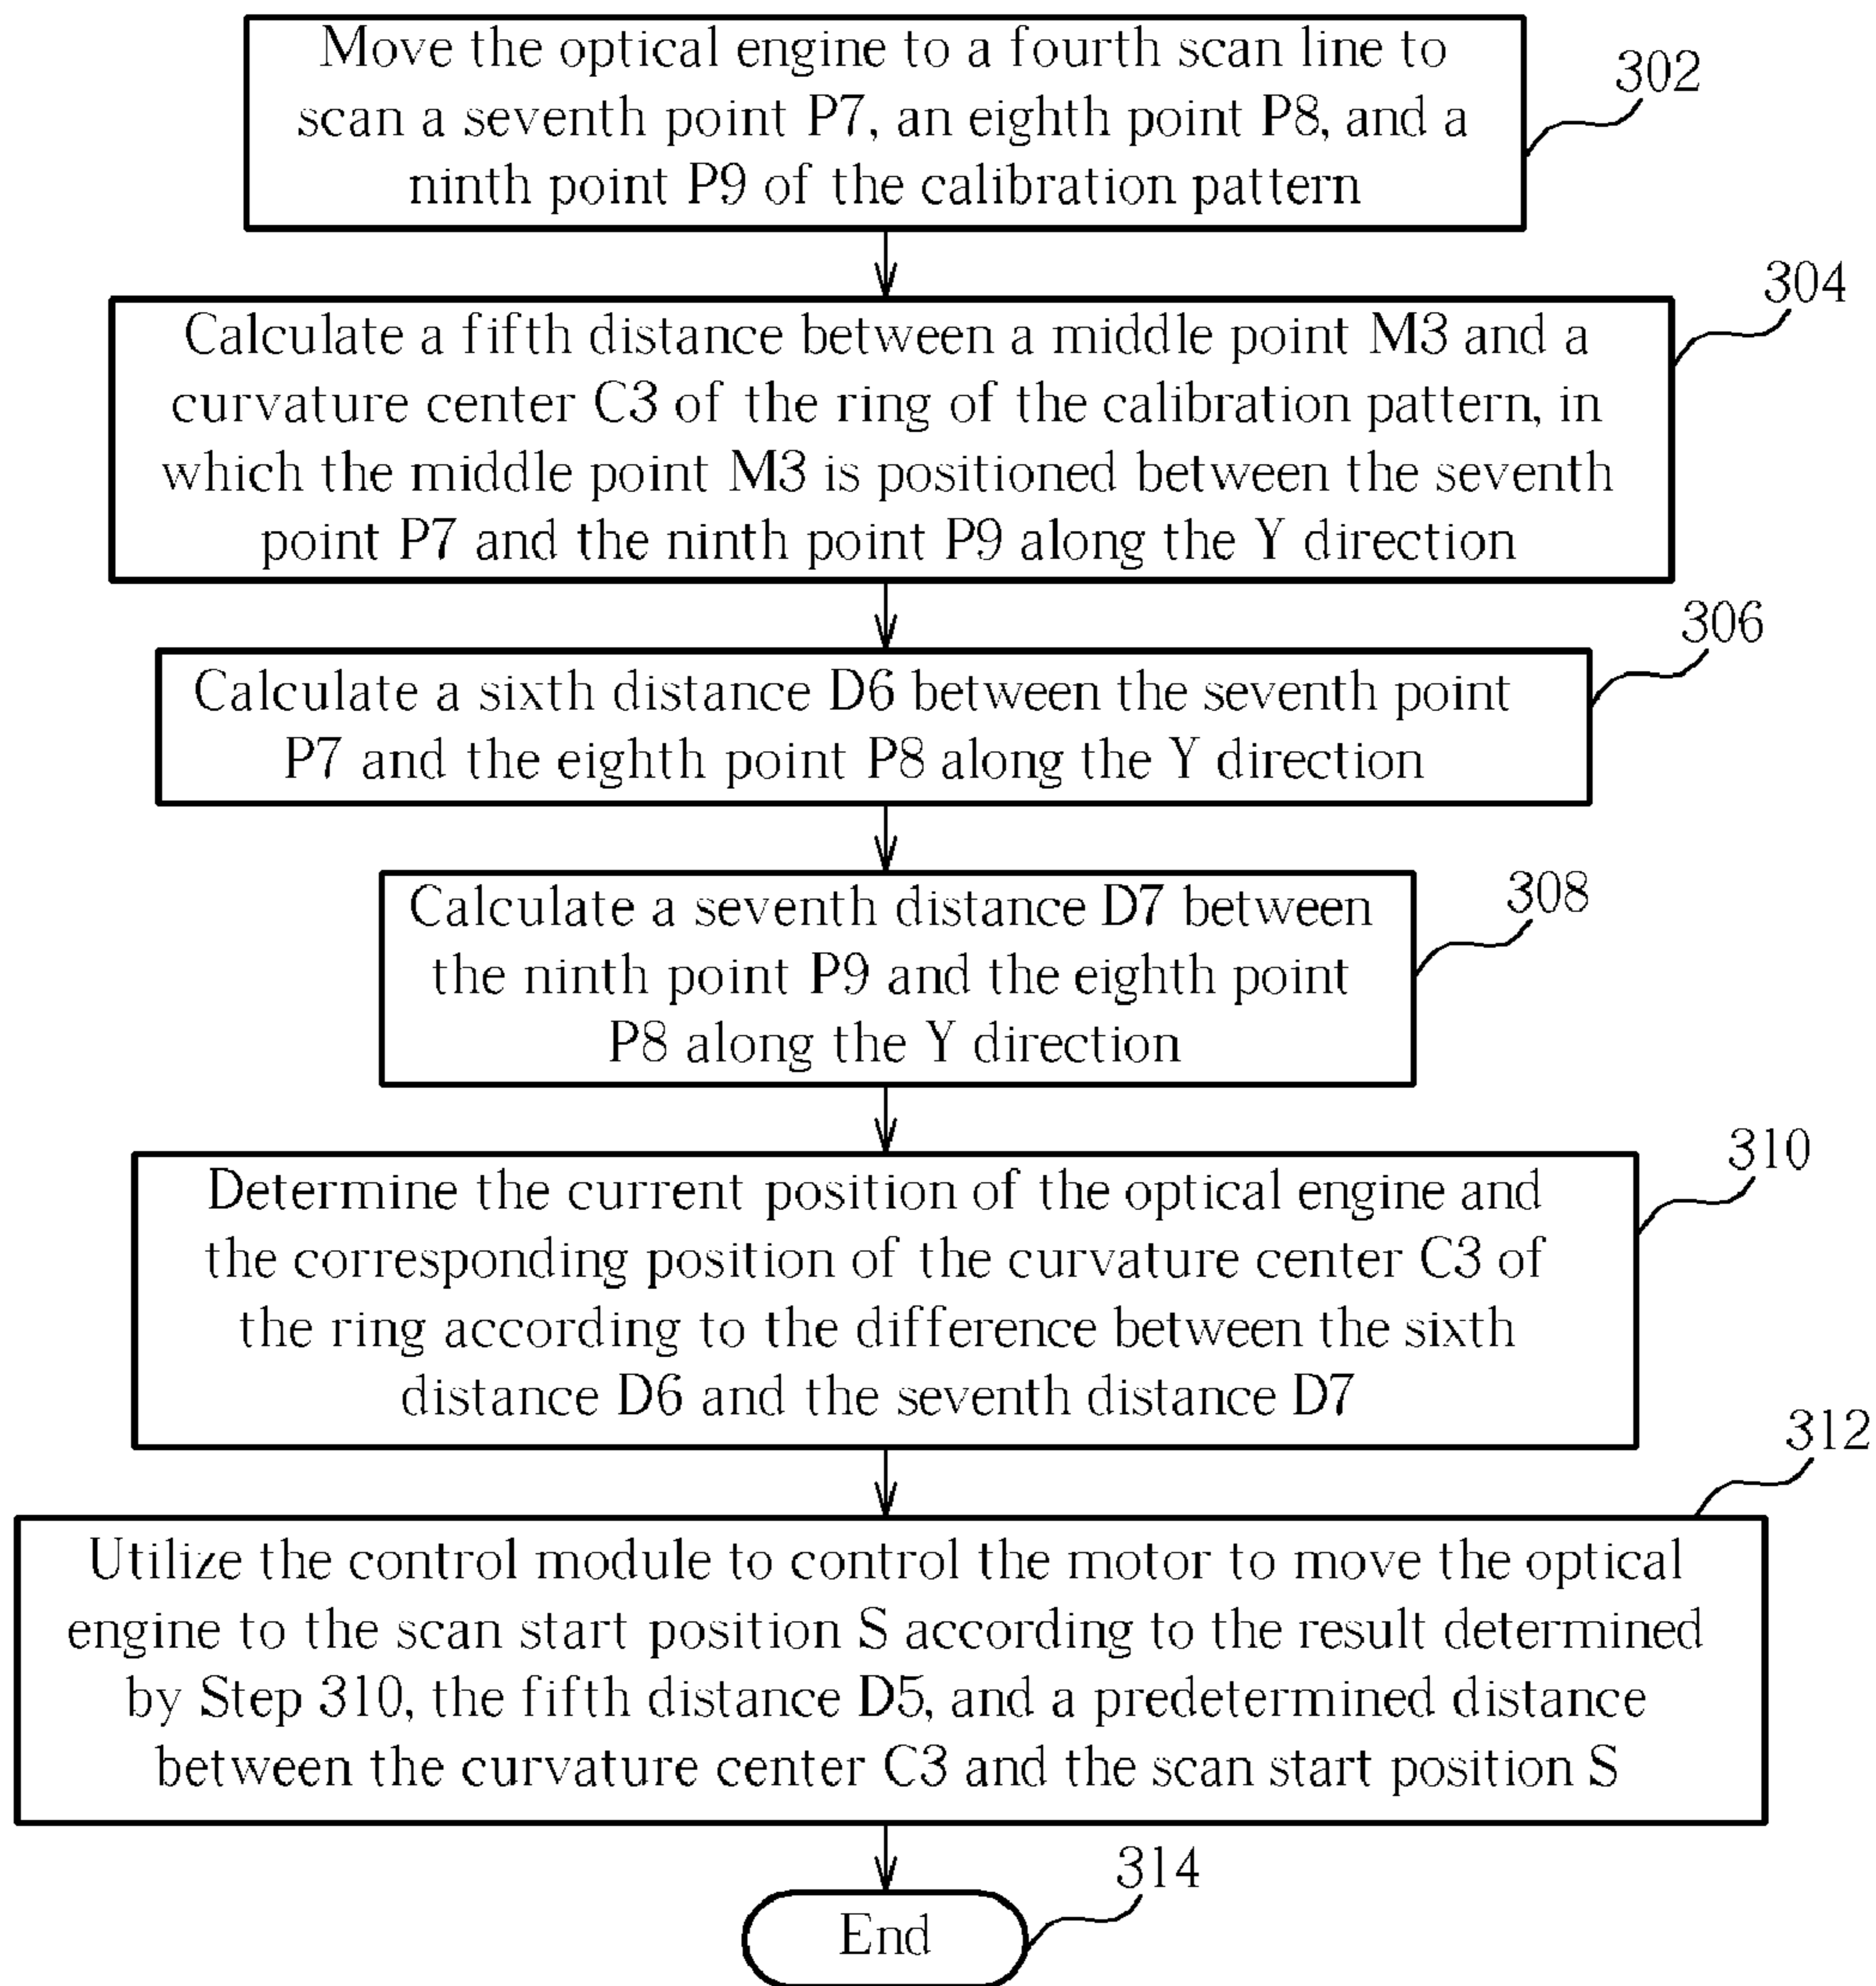 Move the optical engine to a fourth scan line to
scan a seventh point P7, an eighth point P8, and a
ninth point P9 of the calibration pattern
302
Calculate a fifth distance between a middle point M3 and a
curvature center C3 of the ring of the calibration pattern, in
which the middle point M3 is positioned between the seventh
point P7 and the ninth point P9 along the Y direction
304
Calculate a sixth distance D6 between the seventh point
P7 and the eighth point P8 along the Y direction
306
Calculate a seventh distance D7 between
the ninth point P9 and the eighth point
P8 along the Y direction
308
Determine the current position of the optical engine and
the corresponding position of the curvature center C3 of
the ring according to the difference between the sixth
distance D6 and the seventh distance D7
310
Utilize the control module to control the motor to move the optical
engine to the scan start position S according to the result determined
by Step 310, the fifth distance D5, and a predetermined distance
between the curvature center C3 and the scan start position S
312
End
314